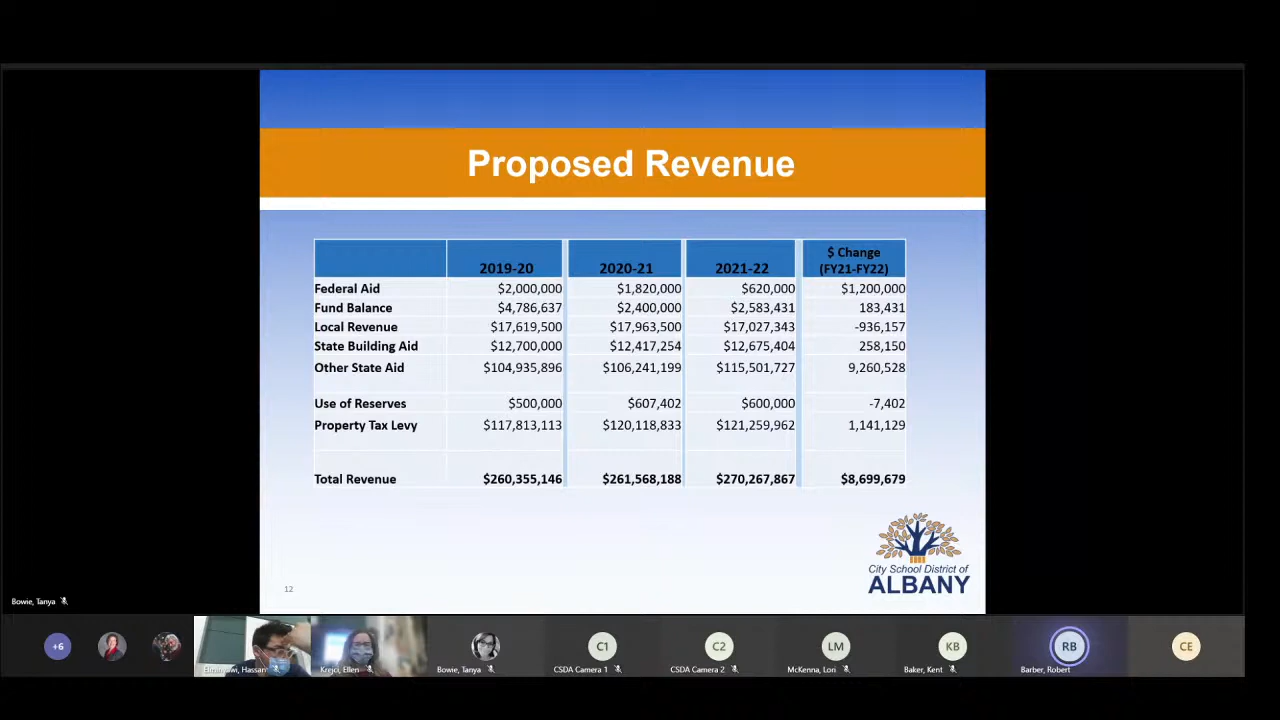 Proposed Revenue
$ Change
2019-20 2020-21 2021-22 (FY21-FY22)
Federal Aid $2,000,000 $1,820,000 $620,000 $1,200,000
Fund Balance $4,786,637 $2,400,000 $2,583,431 183,431
Local Revenue $17,619,500 $17,963,500 $17,027,343 -936,157
State Building Aid $12,700,000 $12,417,254 $12,675,404 258,150
Other State Aid $104,935,896 $106,241,199 $115,501,727 9,260,528
Use of Reserves $500,000 $607,402 $600,000 -7,402
Property Tax Levy $117,813,113 $120,118,833 $121,259,962 1,141,129
Total Revenue $260,355,146 $261,568,188 $270,267,867 $8,699,679
City School District of
ALBANY
12
Bowie, Tanya
+6 C1 C2 LM KB RB CE
Krejci, Ellen Bowie, Tanya CSDA Camera 1 CSDA Camera 2 McKenna, Lori Baker, Kent Barber, Robert